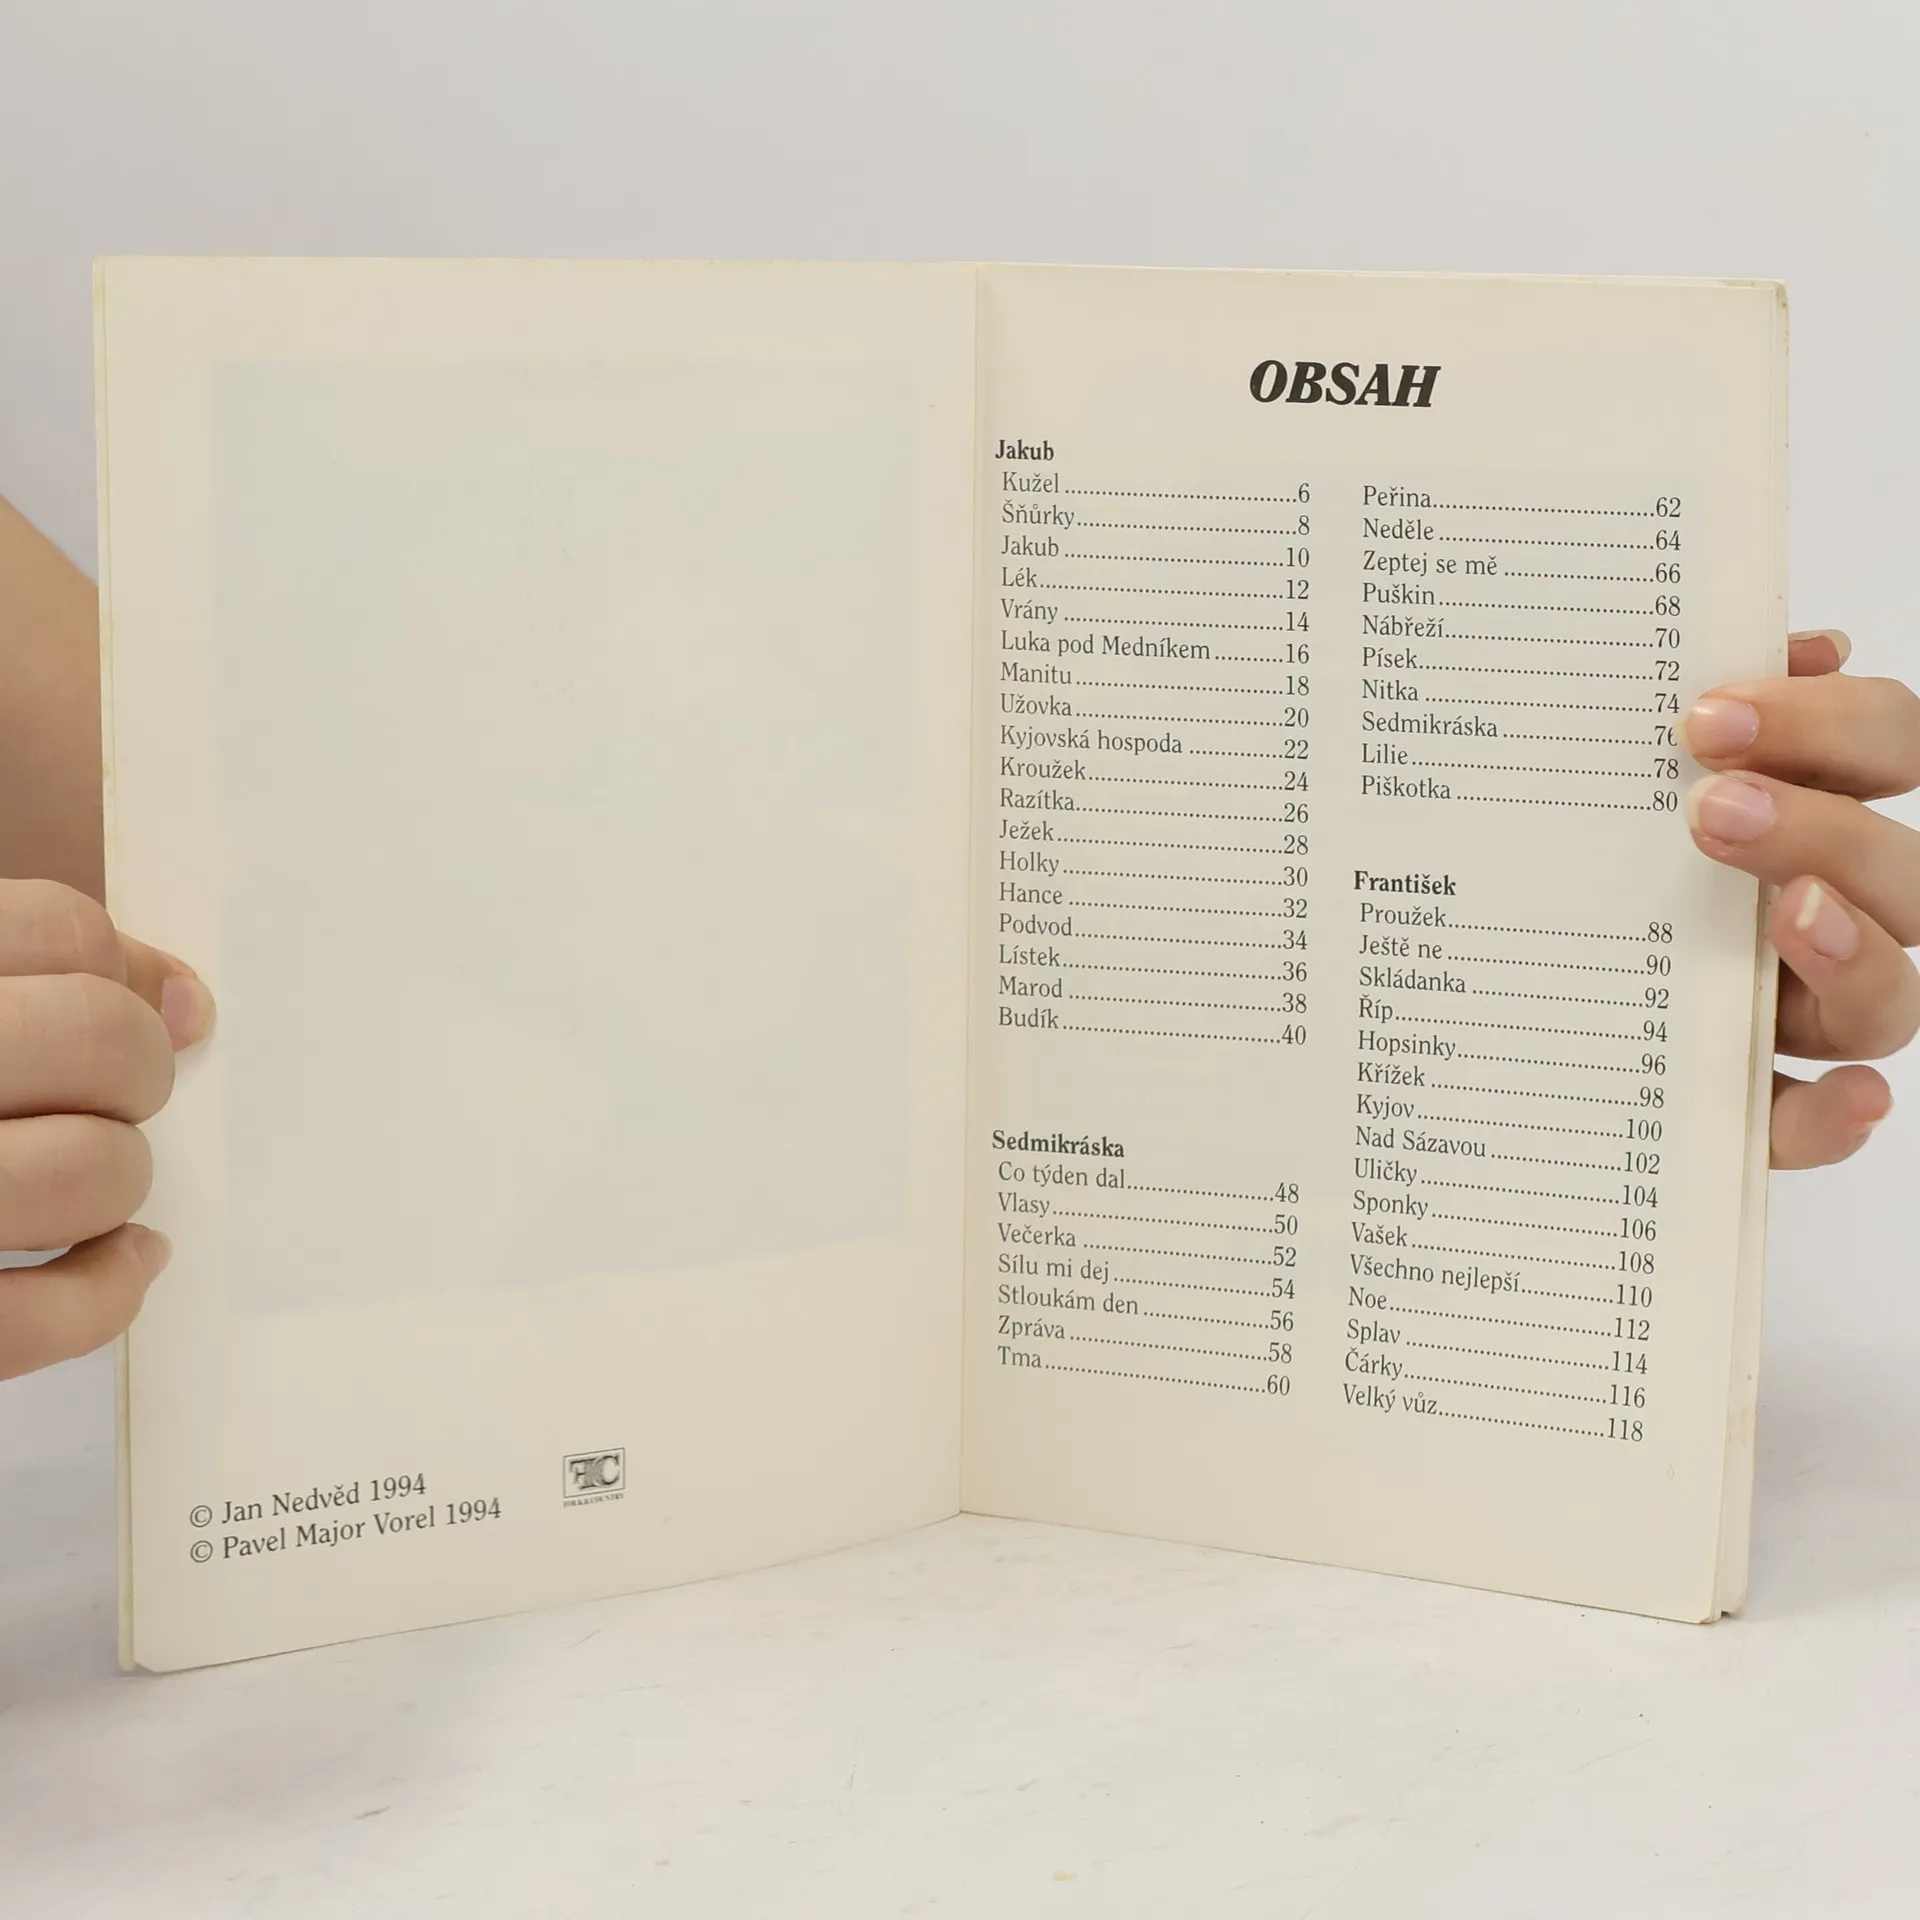 © Jan Nedvěd 1994
© Pavel Major Vorel 1994
FC
FOLK&COUNTRY
OBSAH
Jakub
Kužel..............................6
Šňůrky..............................8
Jakub..............................10
Lék..............................12
Vrány..............................14
Luka pod Medníkem..........16
Manitu..............................18
Užovka..............................20
Kyjovská hospoda..............22
Kroužek..............................24
Razítka..............................26
Ježek..............................28
Holky..............................30
Hance..............................32
Podvod..............................34
Lístek..............................36
Marod..............................38
Budík..............................40
Sedmikráska
Co týden dal....................48
Vlasy..............................50
Večerka..............................52
Sílu mi dej....................54
Stloukám den....................56
Zpráva..............................58
Tma..............................60
Peřina..............................62
Neděle..............................64
Zeptej se mě....................66
Puškin..............................68
Nábřeží..............................70
Písek..............................72
Nitka..............................74
Sedmikráska....................76
Lilie..............................78
Piškotka..............................80
František
Proužek..............................88
Ještě ne..............................90
Skládanka....................92
Říp..............................94
Hopsinky....................96
Křížek..............................98
Kyjov..............................100
Nad Sázavou....................102
Uličky..............................104
Sponky..............................106
Vašek..............................108
Všechno nejlepší..............110
Noe..............................112
Splav..............................114
Čárky..............................116
Velký vůz....................118